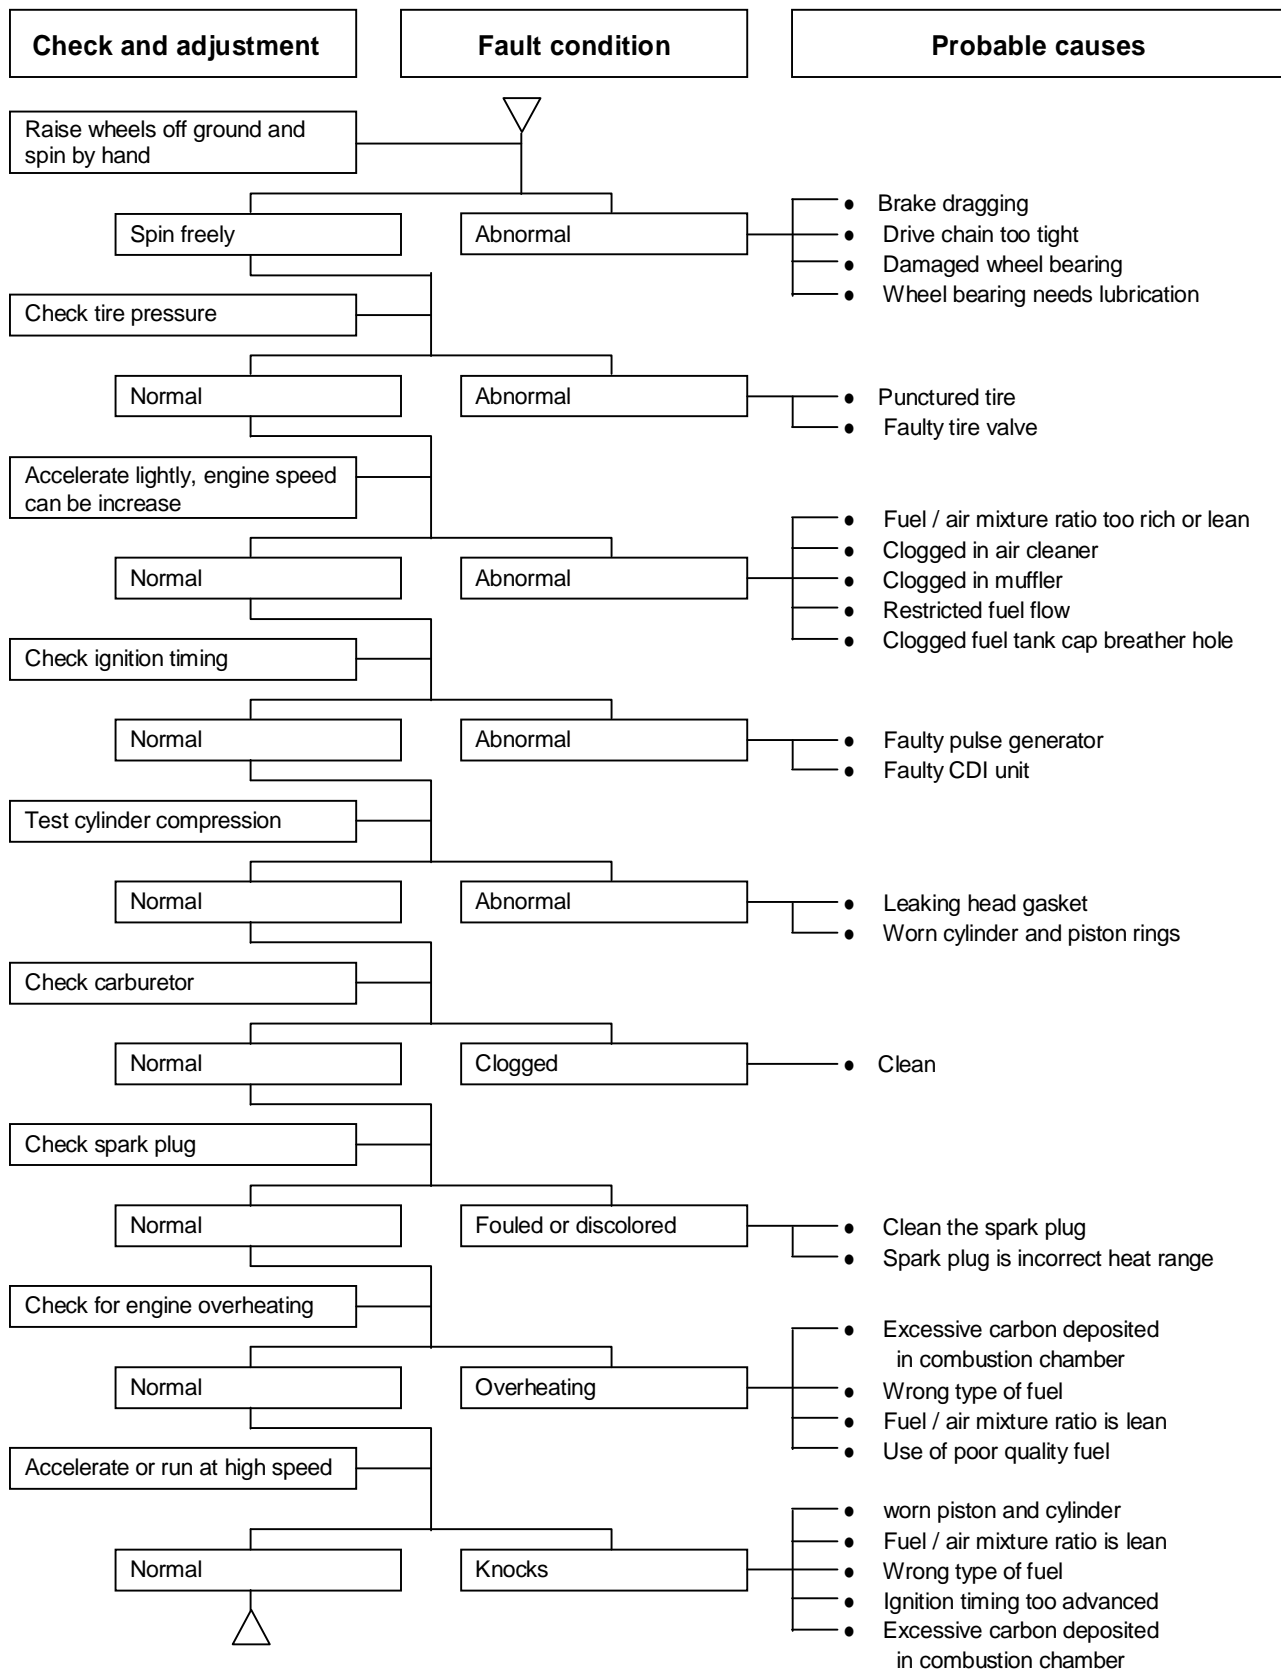 Check and adjustment
Fault condition
Probable causes
Raise wheels off ground and
spin by hand
Spin freely
Abnormal
● Brake dragging
● Drive chain too tight
● Damaged wheel bearing
● Wheel bearing needs lubrication
Check tire pressure
Normal
Abnormal
● Punctured tire
● Faulty tire valve
Accelerate lightly, engine speed
can be increase
Normal
Abnormal
● Fuel / air mixture ratio too rich or lean
● Clogged in air cleaner
● Clogged in muffler
● Restricted fuel flow
● Clogged fuel tank cap breather hole
Check ignition timing
Normal
Abnormal
● Faulty pulse generator
● Faulty CDI unit
Test cylinder compression
Normal
Abnormal
● Leaking head gasket
● Worn cylinder and piston rings
Check carburetor
Normal
Clogged
● Clean
Check spark plug
Normal
Fouled or discolored
● Clean the spark plug
● Spark plug is incorrect heat range
Check for engine overheating
Normal
Overheating
● Excessive carbon deposited
in combustion chamber
● Wrong type of fuel
● Fuel / air mixture ratio is lean
● Use of poor quality fuel
Accelerate or run at high speed
Normal
Knocks
● worn piston and cylinder
● Fuel / air mixture ratio is lean
● Wrong type of fuel
● Ignition timing too advanced
● Excessive carbon deposited
in combustion chamber